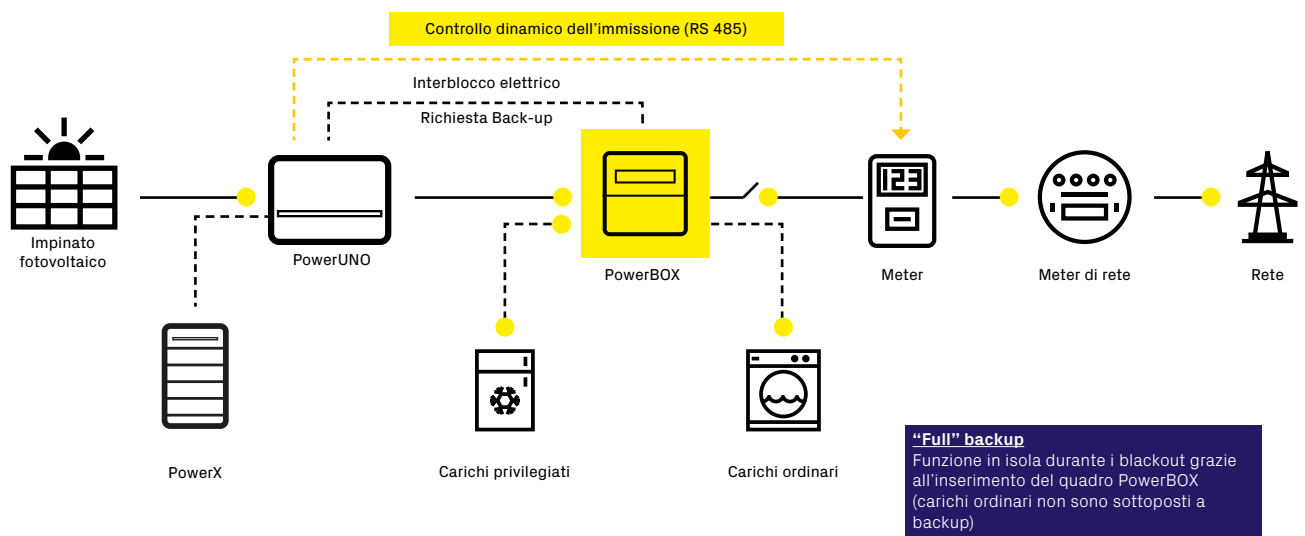 Controllo dinamico dell'immissione (RS 485)
Interblocco elettrico
Richiesta Back-up
123
Impinato
fotovoltaico
PowerUNO
PowerBOX
Meter
Meter di rete
Rete
PowerX
Carichi privilegiati
Carichi ordinari
“Full” backup
Funzione in isola durante i blackout grazie
all'inserimento del quadro PowerBOX
(carichi ordinari non sono sottoposti a
backup)